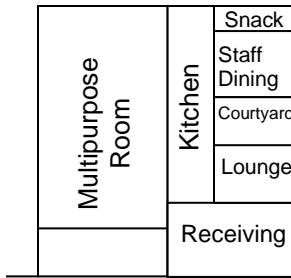 Multipurpose
Room
Kitchen
Snack
Staff
Dining
Courtyard
Lounge
Receiving